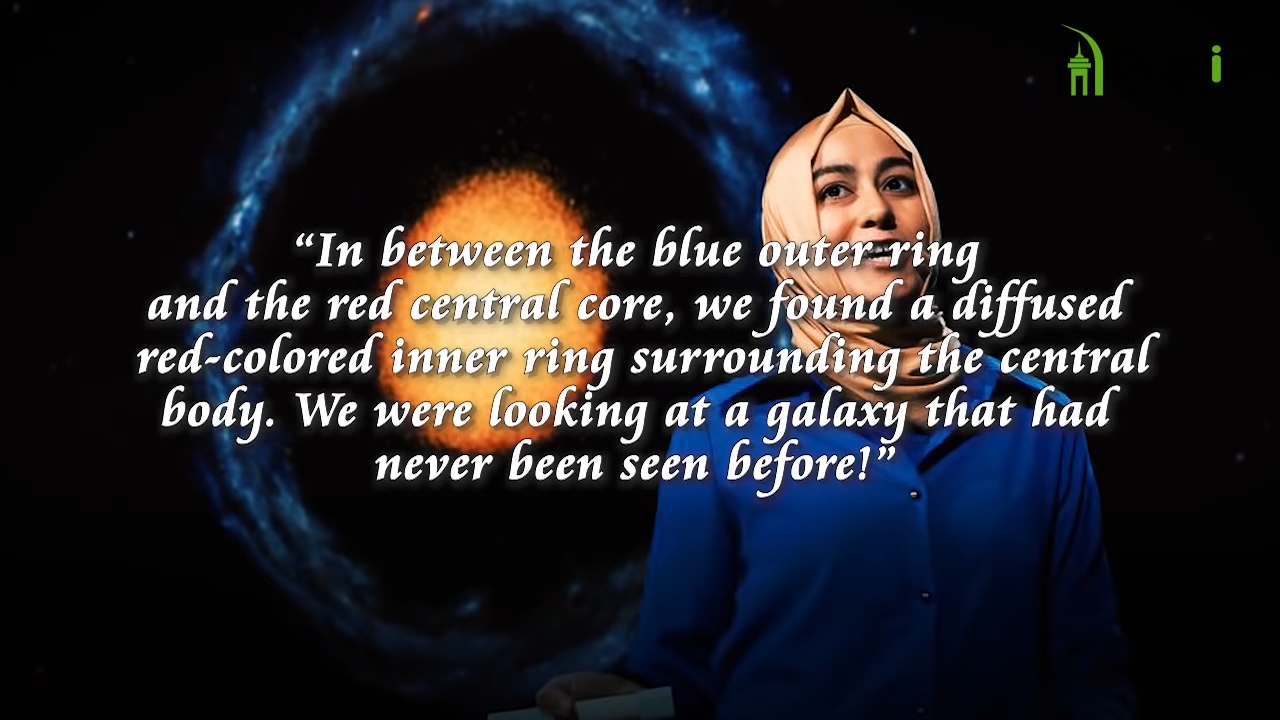 “In between the blue outer ring
and the red central core, we found a diffused
red-colored inner ring surrounding the central
body. We were looking at a galaxy that had
never been seen before!”